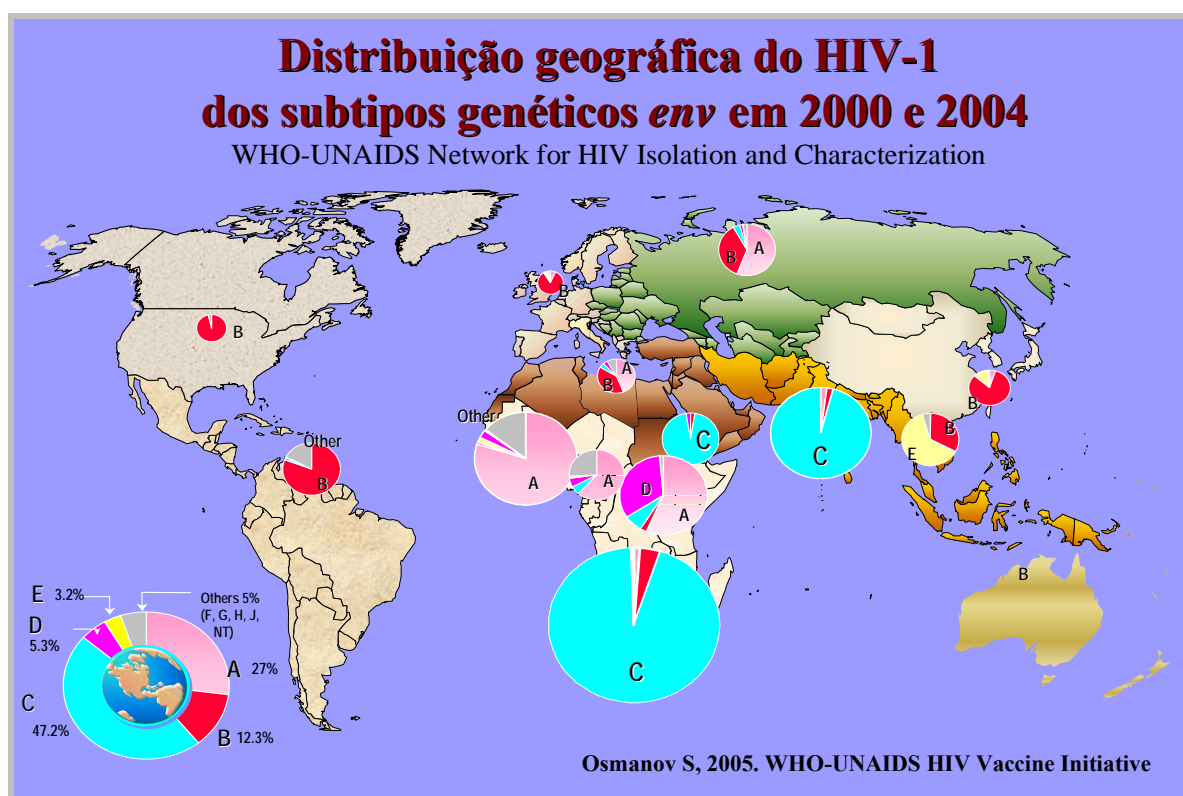 Distribuição geográfica do HIV-1
dos subtipos genéticos env em 2000 e 2004
WHO-UNAIDS Network for HIV Isolation and Characterization
B
A
B
B
A
B
B
Other
A
Other
B
A
C
C
B
E
D
A
C
B
E 3.2%
Others 5%
(F, G, H, J,
NT)
D
5.3%
A 27%
C
47.2%
B 12.3%
Osmanov S, 2005. WHO-UNAIDS HIV Vaccine Initiative